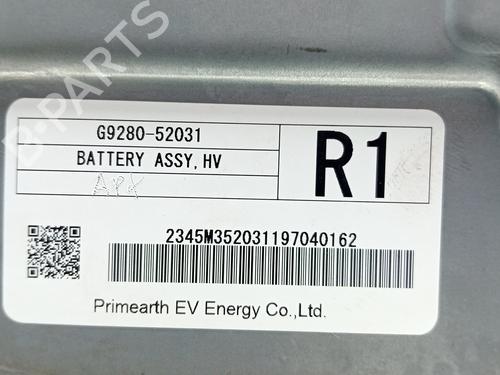 G9280-52031
BATTERY ASSY, HV
R1
2345M352031197040162
Primearth EV Energy Co.,Ltd.